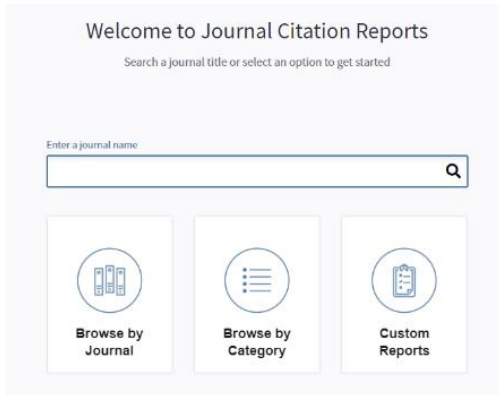 Welcome to Journal Citation Reports
Search a journal title or select an option to get started
Enter a journal name
Browse by
Journal
Browse by
Category
Custom
Reports